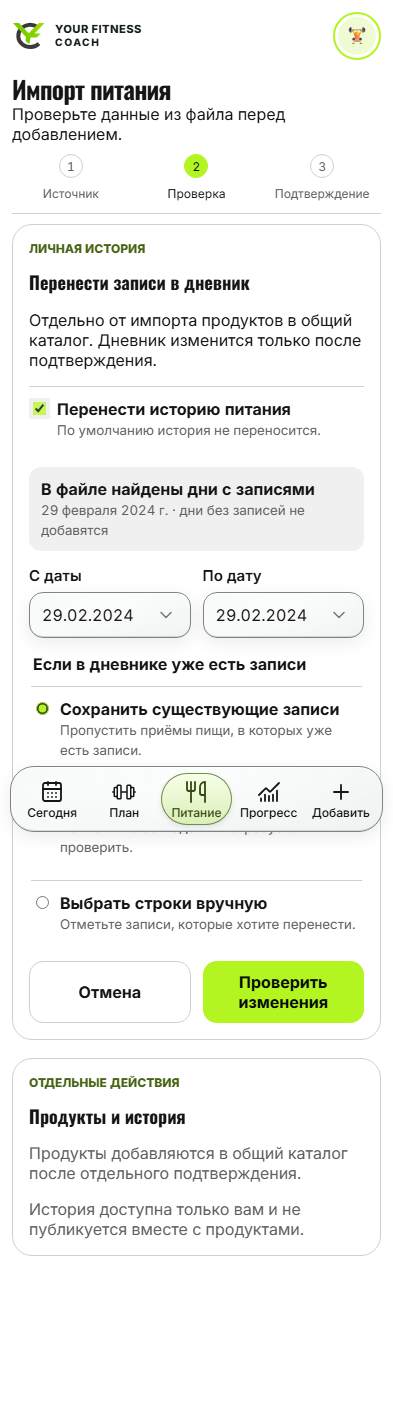 YOUR FITNESS
COACH
Импорт питания
Проверьте данные из файла перед
добавлением.
1
2
3
Источник
Проверка
Подтверждение
ЛИЧНАЯ ИСТОРИЯ
Перенести записи в дневник
Отдельно от импорта продуктов в общий
каталог. Дневник изменится только после
подтверждения.
Перенести историю питания
По умолчанию история не переносится.
В файле найдены дни с записями
29 февраля 2024 г. · дни без записей не
добавятся
С даты
По дату
29.02.2024
29.02.2024
Если в дневнике уже есть записи
Сохранить существующие записи
Пропустить приёмы пищи, в которых уже
есть записи.
Сегодня
План
Питание
Прогресс
Добавить
проверить.
Выбрать строки вручную
Отметьте записи, которые хотите перенести.
Отмена
Проверить
изменения
ОТДЕЛЬНЫЕ ДЕЙСТВИЯ
Продукты и история
Продукты добавляются в общий каталог
после отдельного подтверждения.
История доступна только вам и не
публикуется вместе с продуктами.